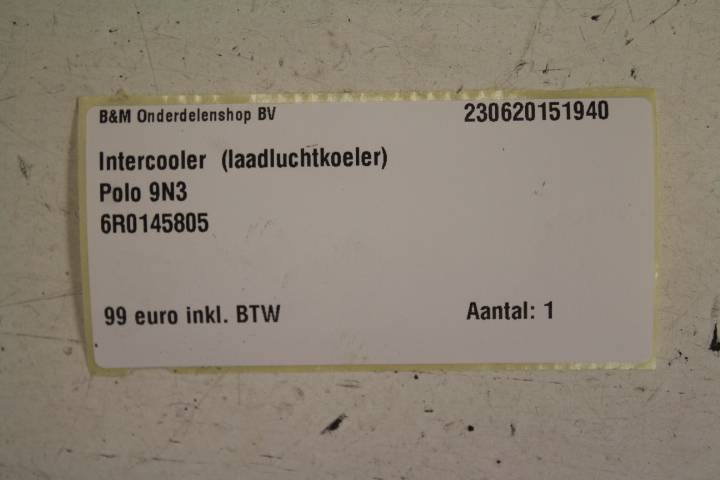 B&M Onderdelenshop BV 230620151940
Intercooler (laadluchtkoeler)
Polo 9N3
6R0145805
99 euro inkl. BTW Aantal: 1